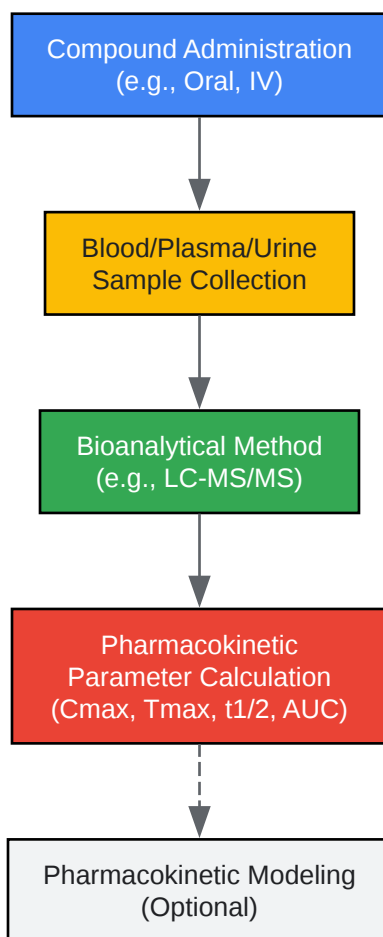 Compound Administration
(e.g., Oral, IV)
Blood/Plasma/Urine
Sample Collection
Bioanalytical Method
(e.g., LC-MS/MS)
Pharmacokinetic
Parameter Calculation
(Cmax, Tmax, t1/2, AUC)
Pharmacokinetic Modeling
(Optional)